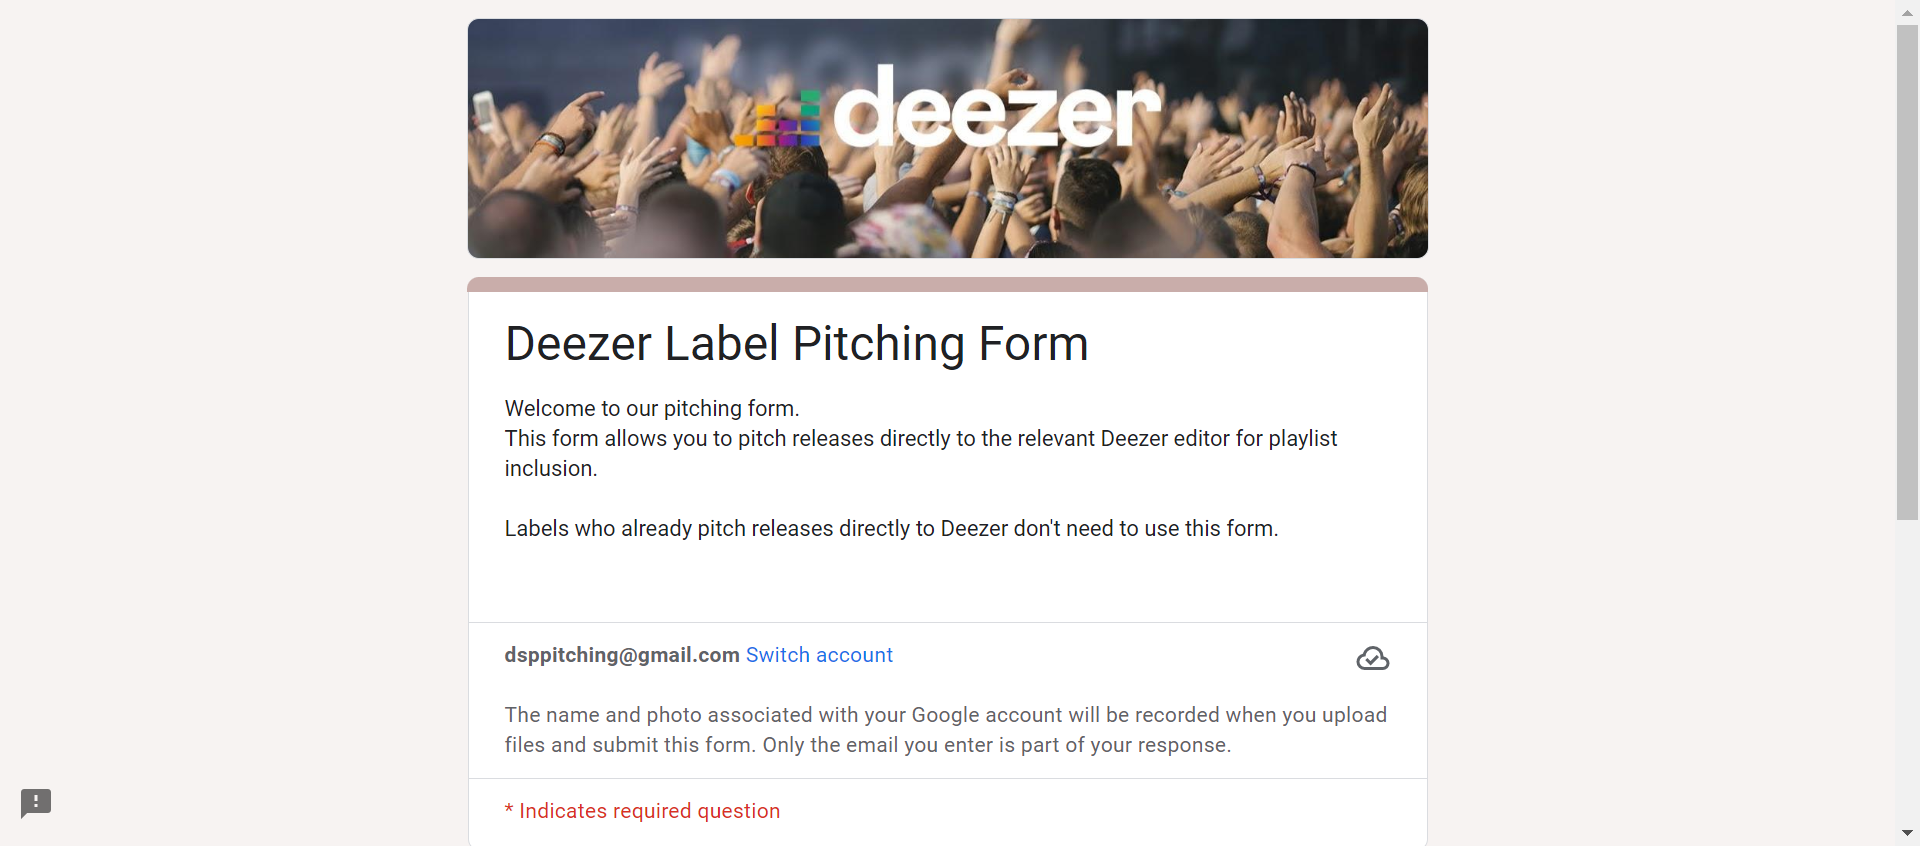 deezer
Deezer Label Pitching Form
Welcome to our pitching form.
This form allows you to pitch releases directly to the relevant Deezer editor for playlist
inclusion.
Labels who already pitch releases directly to Deezer don't need to use this form.
dsppitching@gmail.com Switch account
The name and photo associated with your Google account will be recorded when you upload
files and submit this form. Only the email you enter is part of your response.
* Indicates required question